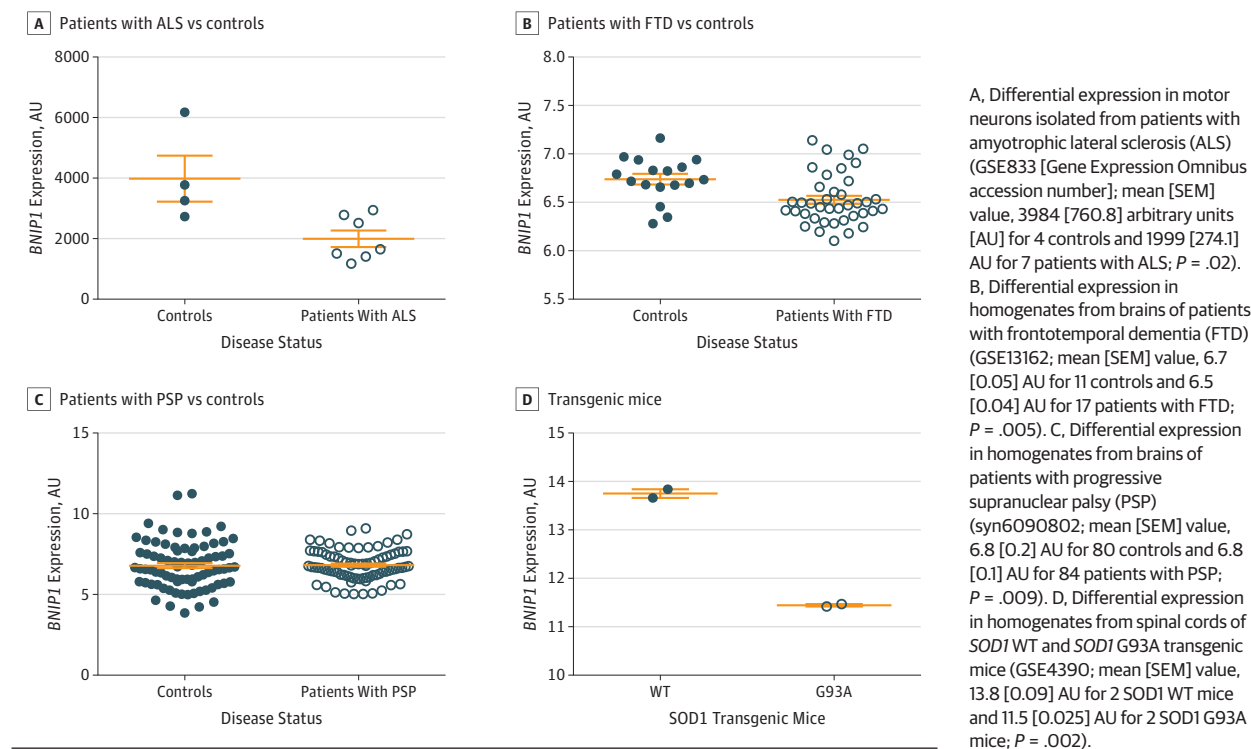 A Patients with ALS vs controls
8000
6000
4000
2000
0
BNIP1 Expression, AU
Controls
Patients With ALS
Disease Status
B Patients with FTD vs controls
8.0
7.5
7.0
6.5
6.0
5.5
BNIP1 Expression, AU
Controls
Patients With FTD
Disease Status
C Patients with PSP vs controls
15
10
5
0
BNIP1 Expression, AU
Controls
Patients With PSP
Disease Status
D Transgenic mice
15
14
13
12
11
10
BNIP1 Expression, AU
WT
G93A
SOD1 Transgenic Mice
A, Differential expression in motor
neurons isolated from patients with
amyotrophic lateral sclerosis (ALS)
(GSE833 [Gene Expression Omnibus
accession number]; mean [SEM]
value, 3984 [760.8] arbitrary units
[AU] for 4 controls and 1999 [274.1]
AU for 7 patients with ALS; P = .02).
B, Differential expression in
homogenates from brains of patients
with frontotemporal dementia (FTD)
(GSE13162; mean [SEM] value, 6.7
[0.05] AU for 11 controls and 6.5
[0.04] AU for 17 patients with FTD;
P = .005). C, Differential expression
in homogenates from brains of
patients with progressive
supranuclear palsy (PSP)
(syn6090802; mean [SEM] value,
6.8 [0.2] AU for 80 controls and 6.8
[0.1] AU for 84 patients with PSP;
P = .009). D, Differential expression
in homogenates from spinal cords of
SOD1 WT and SOD1 G93A transgenic
mice (GSE4390; mean [SEM] value,
13.8 [0.09] AU for 2 SOD1 WT mice
and 11.5 [0.025] AU for 2 SOD1 G93A
mice; P = .002).